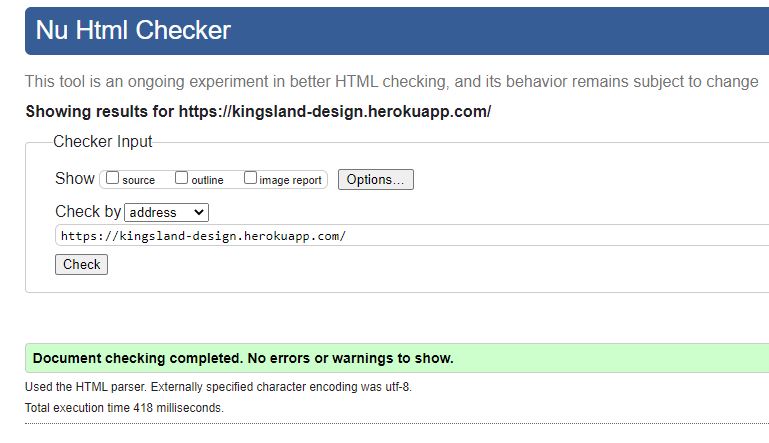 Nu Html Checker
This tool is an ongoing experiment in better HTML checking, and its behavior remains subject to change
Showing results for https://kingsland-design.herokuapp.com/
Checker Input
Show source outline image report Options...
Check by address
https://kingsland-design.herokuapp.com/
Check
Document checking completed. No errors or warnings to show.
Used the HTML parser. Externally specified character encoding was utf-8.
Total execution time 418 milliseconds.